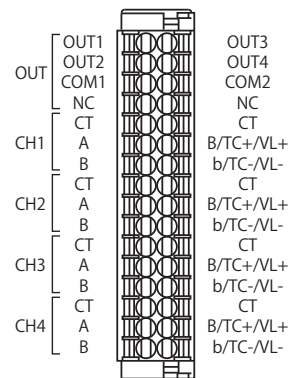 OUT1 OUT3
OUT2 OUT4
OUT
COM1 COM2
NC NC
CT CT
CH1 A B/TC+/VL+
B b/TC-/VL-
CT CT
CH2 A B/TC+/VL+
B b/TC-/VL-
CT CT
CH3 A B/TC+/VL+
B b/TC-/VL-
CT CT
CH4 A B/TC+/VL+
B b/TC-/VL-